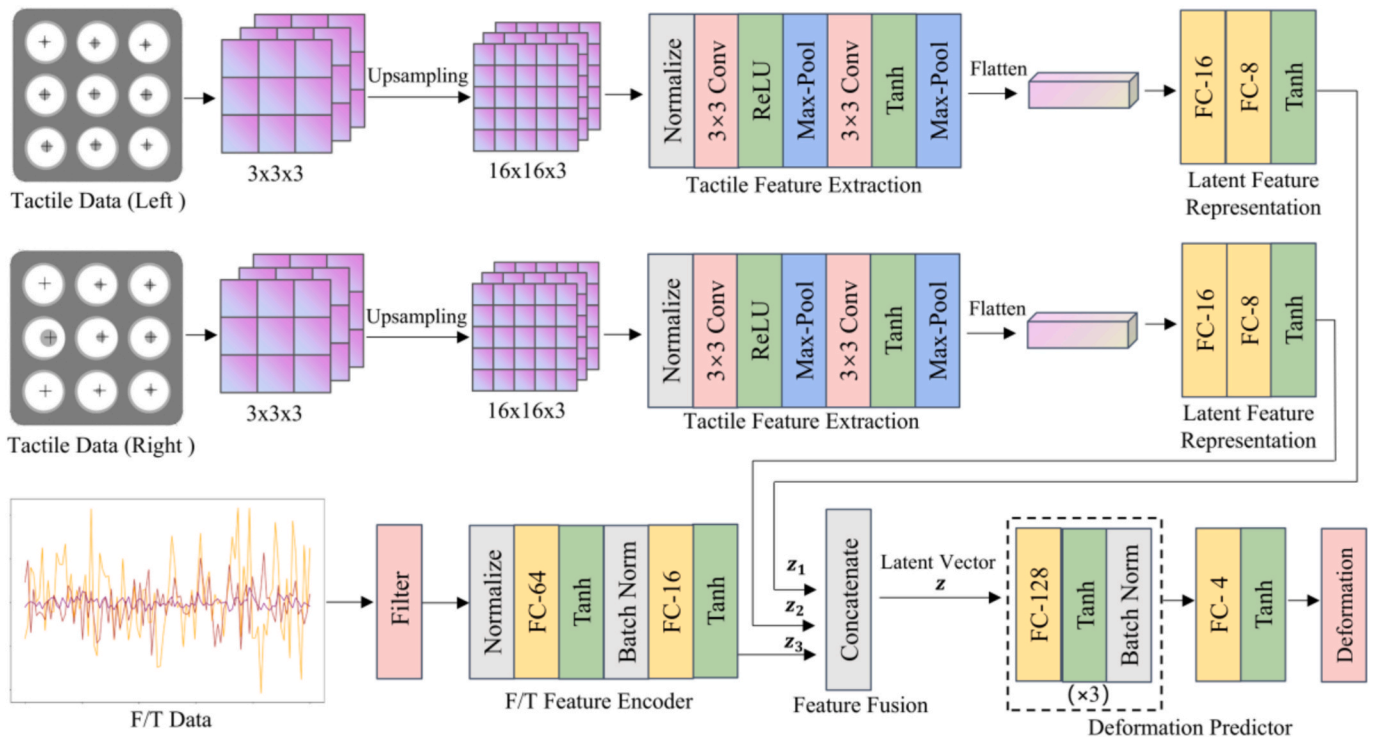 Tactile Data (Left )
3x3x3
Upsampling
16x16x3
Normalize
3×3 Conv
ReLU
Max-Pool
3×3 Conv
Tanh
Max-Pool
Tactile Feature Extraction
Flatten
FC-16
FC-8
Tanh
Latent Feature
Representation
Tactile Data (Right )
3x3x3
Upsampling
16x16x3
Normalize
3×3 Conv
ReLU
Max-Pool
3×3 Conv
Tanh
Max-Pool
Tactile Feature Extraction
Flatten
FC-16
FC-8
Tanh
Latent Feature
Representation
F/T Data
Filter
Normalize
FC-64
Tanh
Batch Norm
FC-16
Tanh
F/T Feature Encoder
z₁
z₂
z₃
Concatenate
Feature Fusion
Latent Vector
z
FC-128
Tanh
Batch Norm
(×3)
FC- 4
Tanh
Deformation
Deformation Predictor